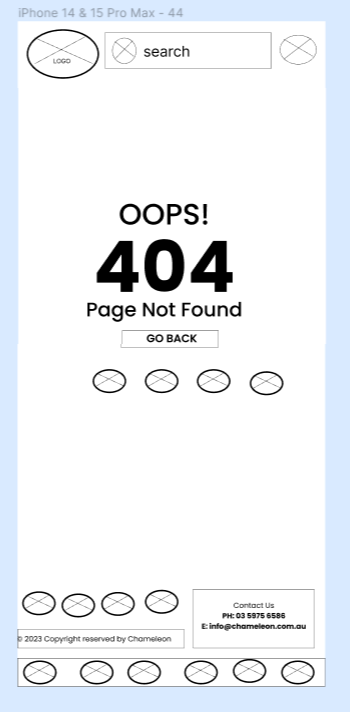 iPhone 14 & 15 Pro Max - 44
LOGO
search
OOPS!
404
Page Not Found
GO BACK
Contact Us
PH: 03 5975 6586
E: info@chameleon.com.au
© 2023 Copyright reserved by Chameleon